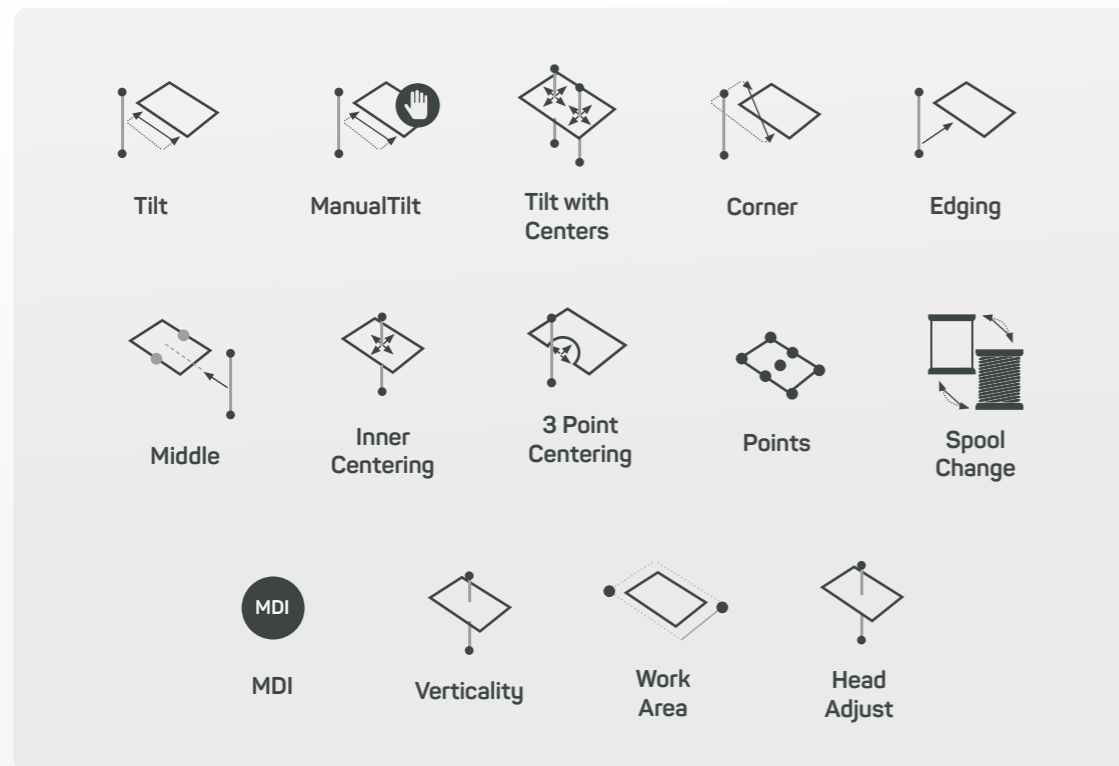 Tilt
ManualTilt
Tilt with
Centers
Corner
Edging
Middle
Inner
Centering
3 Point
Centering
Points
Spool
Change
MDI
MDI
Verticality
Work
Area
Head
Adjust